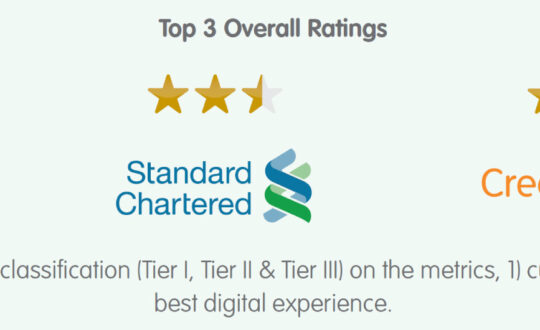 Top 3 Overall Ratings
Standard
Chartered
Cre
classification (Tier I, Tier II & Tier III) on the metrics, 1) c
best digital experience.